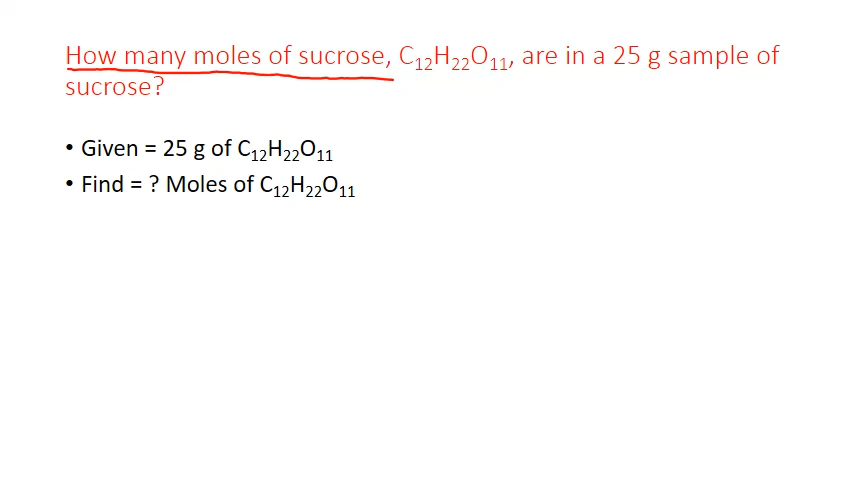 How many moles of sucrose, C₁₂H₂₂O₁₁, are in a 25 g sample of
sucrose?
• Given = 25 g of C₁₂H₂₂O₁₁
• Find = ? Moles of C₁₂H₂₂O₁₁